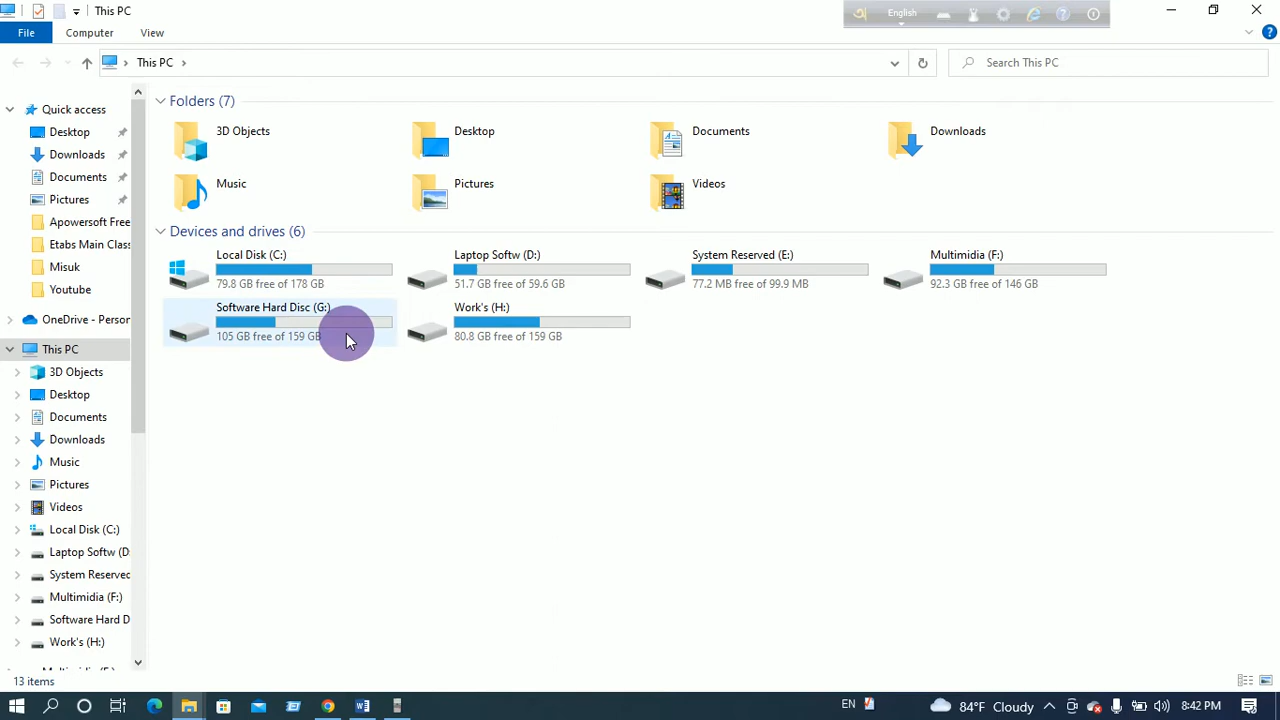 This PC
English
File Computer View
This PC
Search This PC
Quick access
Desktop
Downloads
Documents
Pictures
Apowersoft Free
Etabs Main Class
Misuk
Youtube
OneDrive - Person
This PC
3D Objects
Desktop
Documents
Downloads
Music
Pictures
Videos
Local Disk (C:)
Laptop Softw (D:
System Reserved
Multimidia (F:)
Software Hard D
Work's (H:)
Folders (7)
3D Objects
Desktop
Documents
Downloads
Music
Pictures
Videos
Devices and drives (6)
Local Disk (C:)
79.8 GB free of 178 GB
Laptop Softw (D:)
51.7 GB free of 59.6 GB
System Reserved (E:)
77.2 MB free of 99.9 MB
Multimidia (F:)
92.3 GB free of 146 GB
Software Hard Disc (G:)
105 GB free of 159 GB
Work's (H:)
80.8 GB free of 159 GB
13 items
EN
84°F Cloudy
8:42 PM